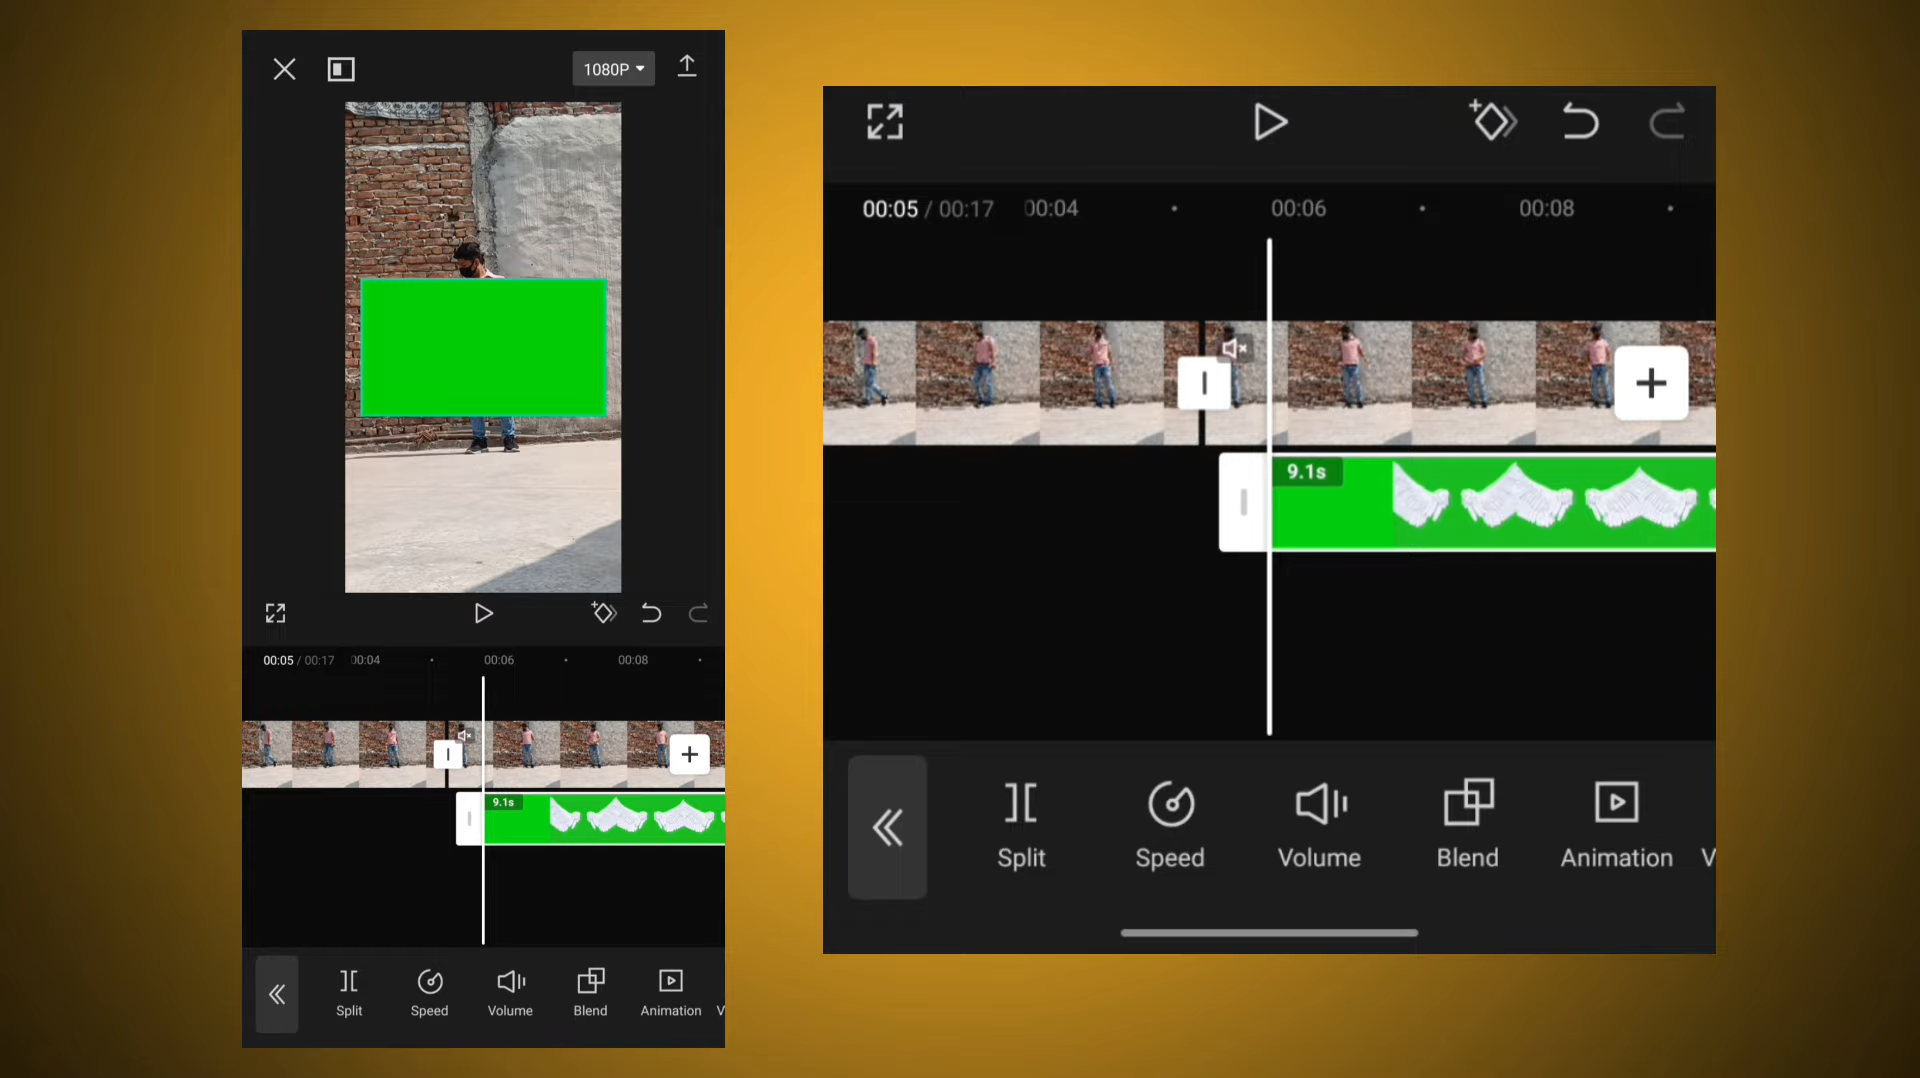 1080P
00:05 / 00:17 00:04 00:06 00:08
9.1s
Split Speed Volume Blend Animation V
00:05 / 00:17 00:04 00:06 00:08
9.1s
Split Speed Volume Blend Animation V